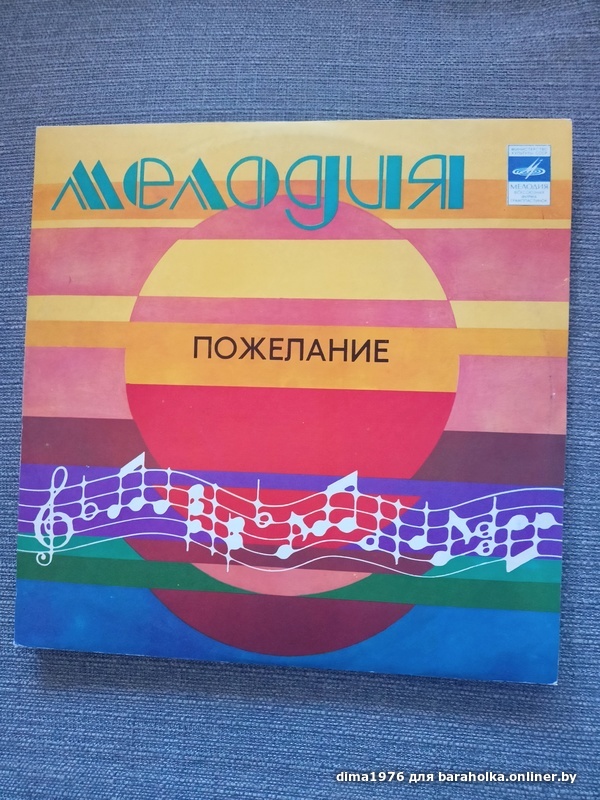 мелодия
МЕЛОДИЯ
ПОЖЕЛАНИЕ
dima1976 для baraholka.onliner.by